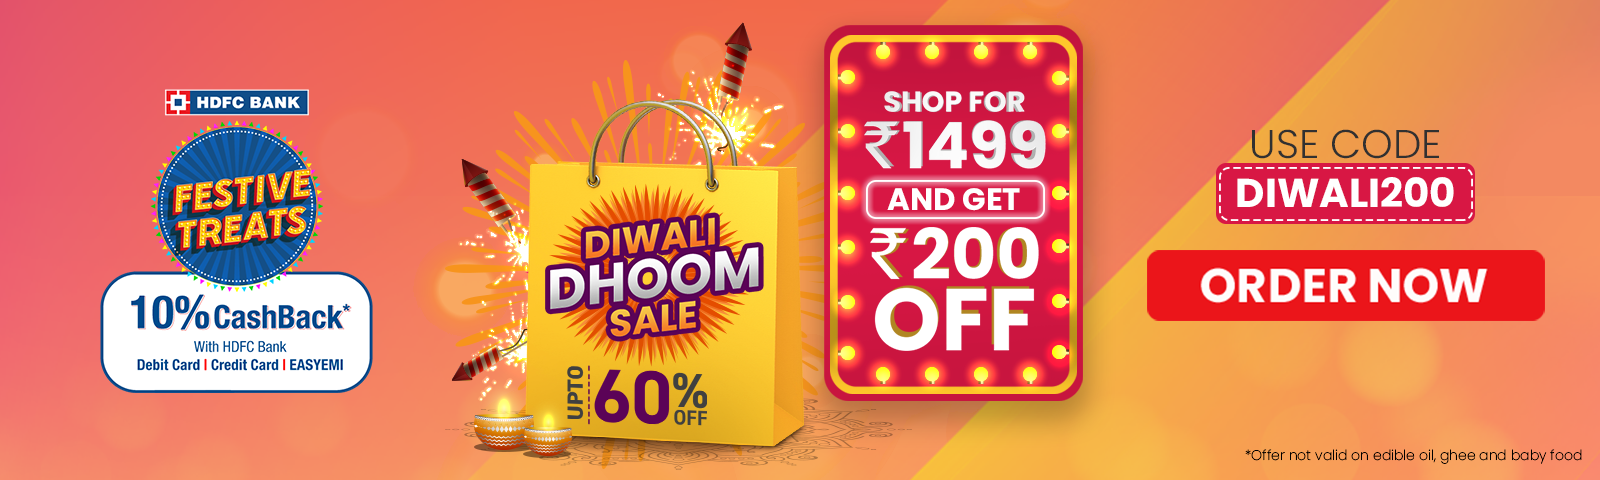 HDFC BANK
FESTIVE
TREATS
10% CashBack*
With HDFC Bank
Debit Card | Credit Card | EASYEMI
DIWALI
DHOOM
SALE
UPTO
60%
OFF
SHOP FOR
₹1499
AND GET
₹200
OFF
USE CODE
DIWALI200
ORDER NOW
*Offer not valid on edible oil, ghee and baby food